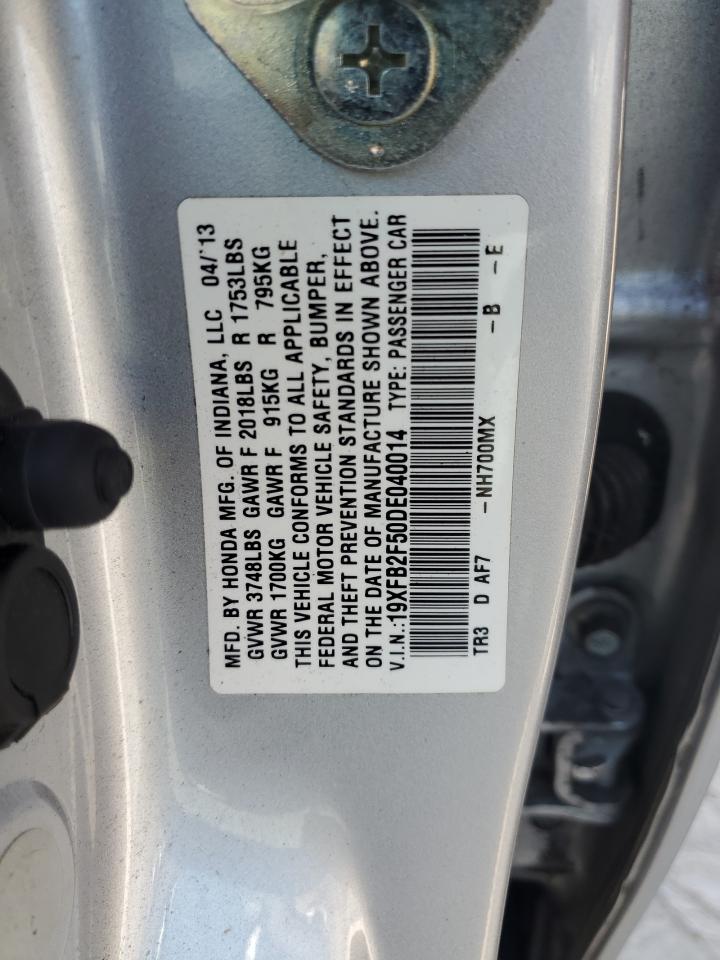 MFD. BY HONDA MFG. OF INDIANA, LLC 04/'13
GVWR 3748LBS GAWR F 2018LBS R 1753LBS
GVWR 1700KG GAWR F 915KG R 795KG
THIS VEHICLE CONFORMS TO ALL APPLICABLE
FEDERAL MOTOR VEHICLE SAFETY, BUMPER,
AND THEFT PREVENTION STANDARDS IN EFFECT
ON THE DATE OF MANUFACTURE SHOWN ABOVE.
V.I.N.:19XFB2F50DE040014 TYPE: PASSENGER CAR
TR3 D AF7 -NH700MX -B -E